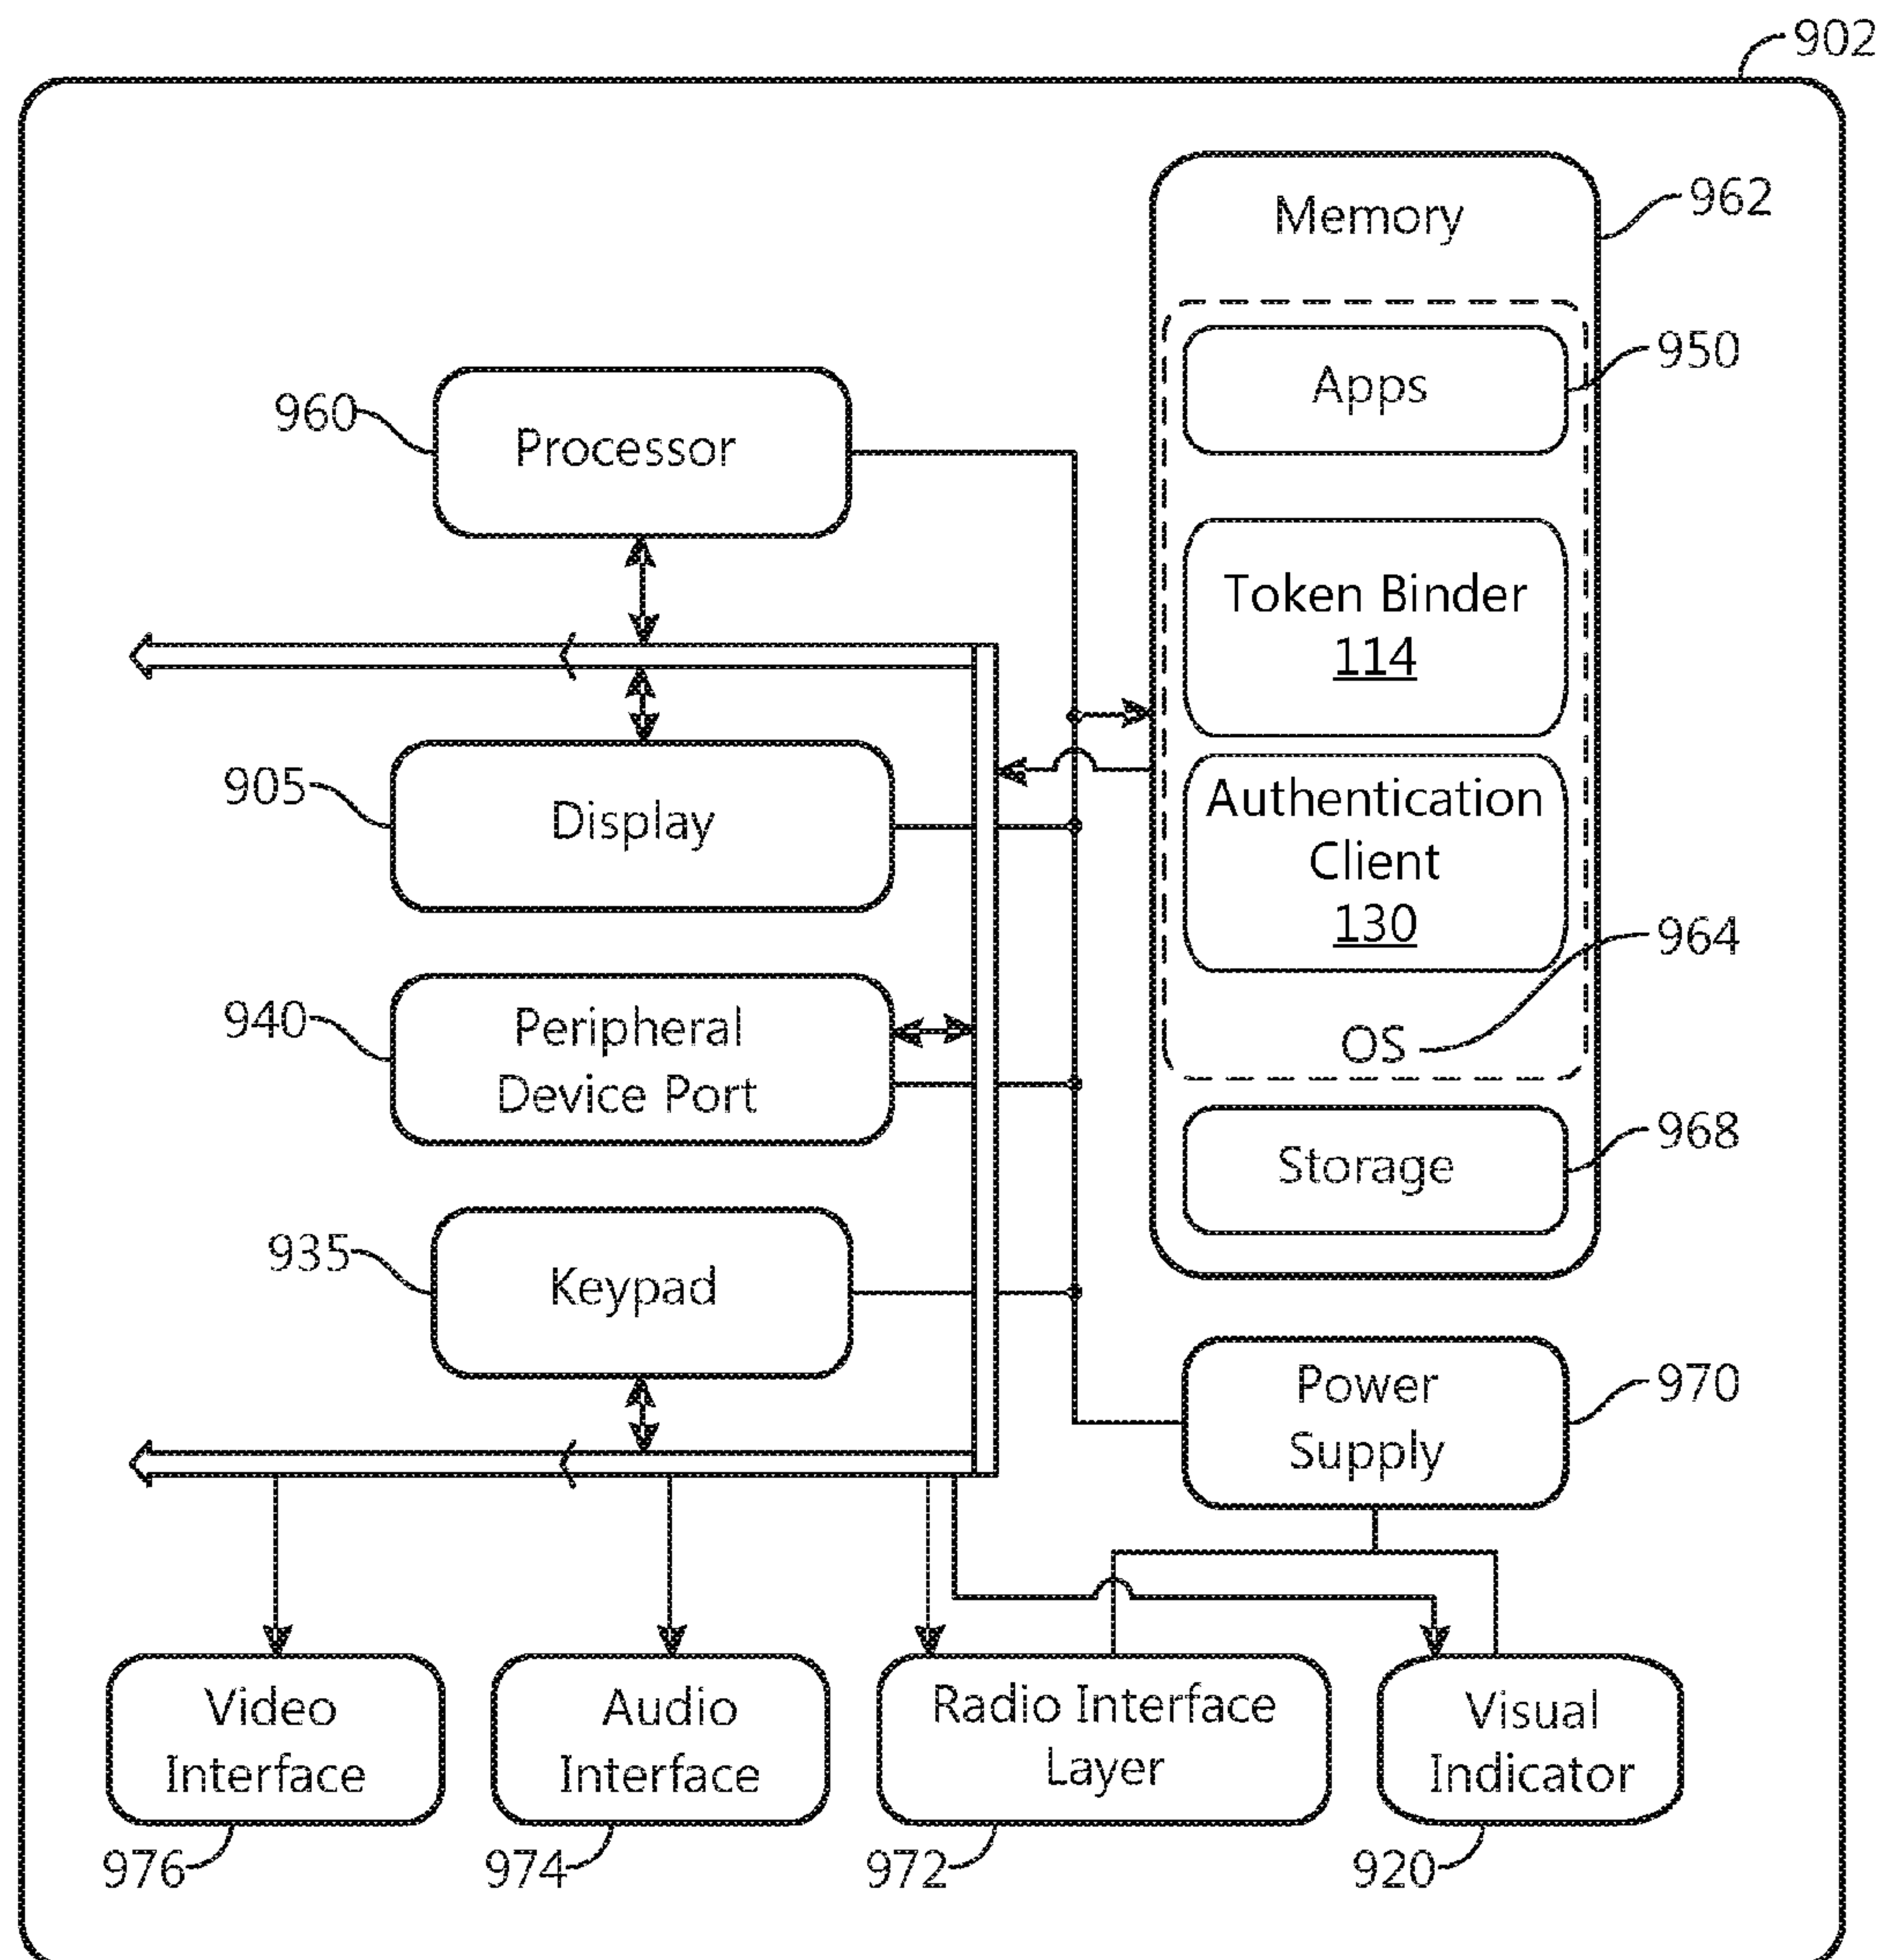 902
Memory
962
Apps
950
960
Processor
Token Binder
114
905
Display
Authentication
Client
130
964
940
Peripheral
Device Port
OS
968
Storage
935
Keypad
Power
Supply
970
Video
Interface
Audio
Interface
Radio Interface
Layer
Visual
Indicator
976
974
972
920